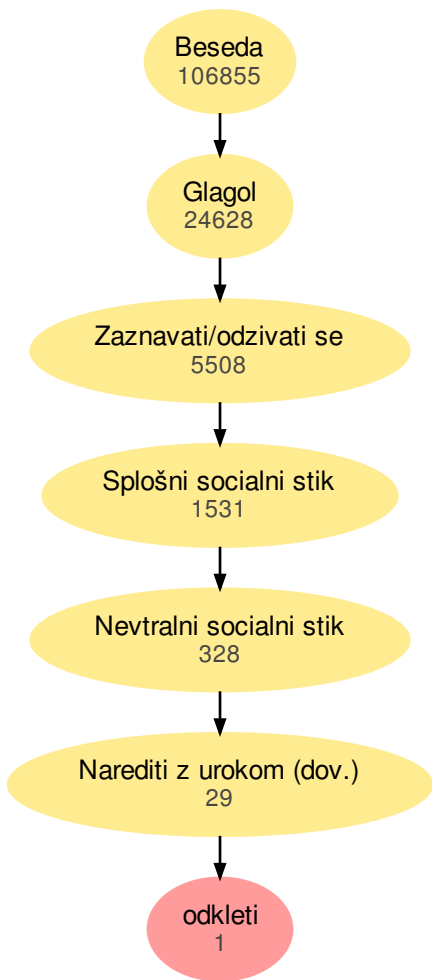 Beseda
106855
Glagol
24628
Zaznavati/odzivati se
5508
Splošni socialni stik
1531
Nevtralni socialni stik
328
Narediti z urokom (dov.)
29
odkleti
1